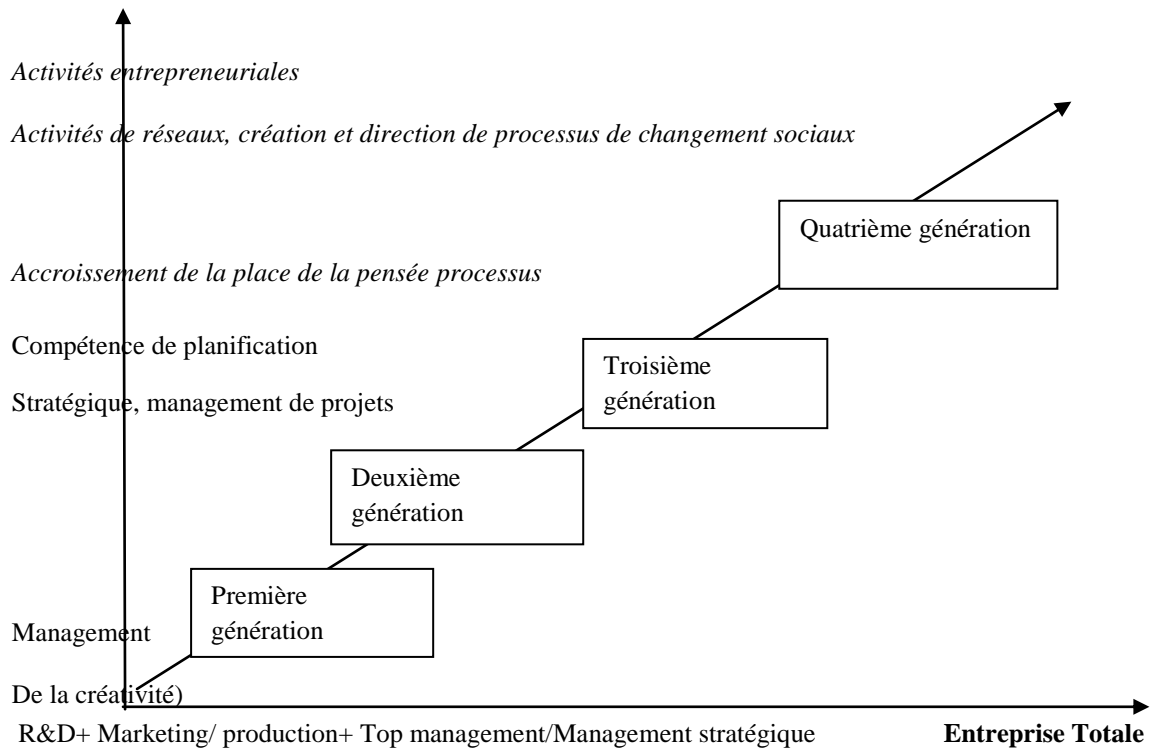 Activités entrepreneuriales
Activités de réseaux, création et direction de processus de changement sociaux
Quatrième génération
Accroissement de la place de la pensée processus
Compétence de planification
Troisième
génération
Stratégique, management de projets
Deuxième
génération
Première
génération
Management
De la créativité)
R&D+ Marketing/ production+ Top management/Management stratégique
Entreprise Totale